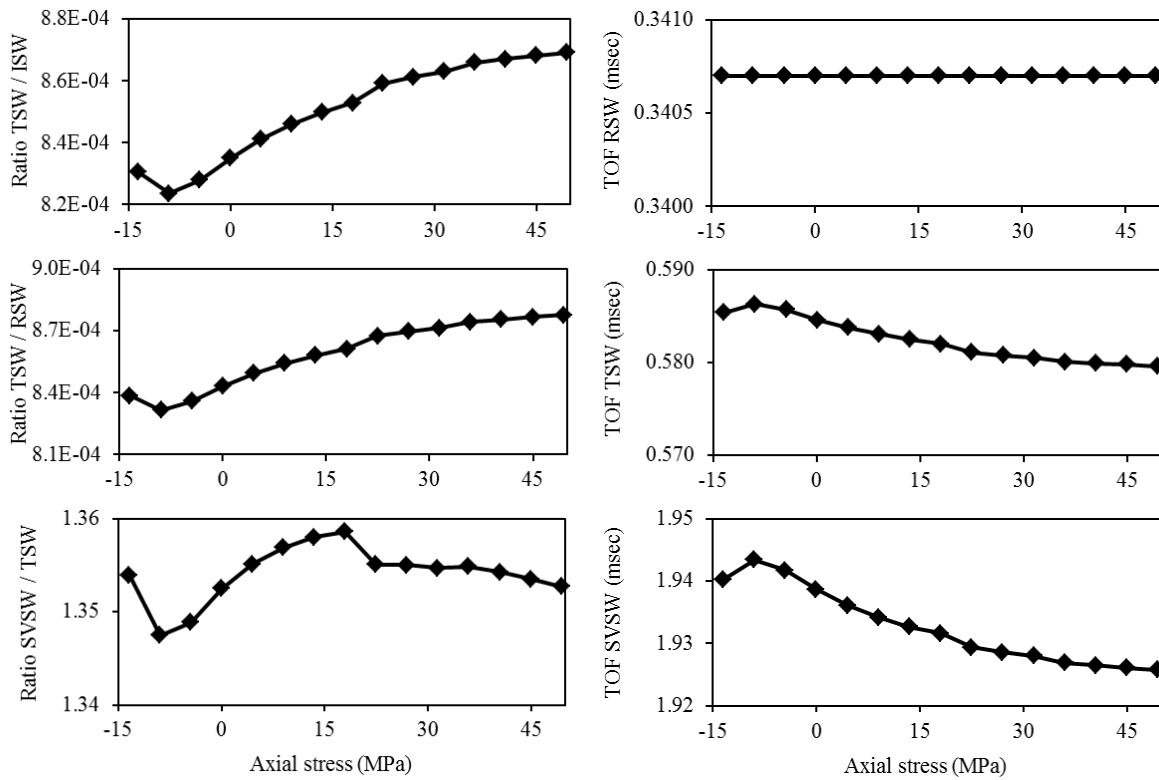 8.8E-04
8.6E-04
8.4E-04
8.2E-04
Ratio TSW / ISW
-15 0 15 30 45
0.3410
0.3405
0.3400
TOF RSW (msec)
-15 0 15 30 45
9.0E-04
8.7E-04
8.4E-04
8.1E-04
Ratio TSW / RSW
-15 0 15 30 45
0.590
0.580
0.570
TOF TSW (msec)
-15 0 15 30 45
1.36
1.35
1.34
Ratio SVSW / TSW
-15 0 15 30 45
Axial stress (MPa)
1.95
1.94
1.93
1.92
TOF SVSW (msec)
-15 0 15 30 45
Axial stress (MPa)